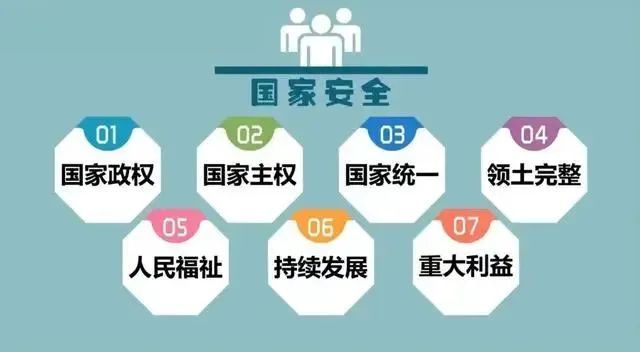 国家安全
01
国家政权
02
国家主权
03
国家统一
04
领土完整
05
人民福祉
06
持续发展
07
重大利益